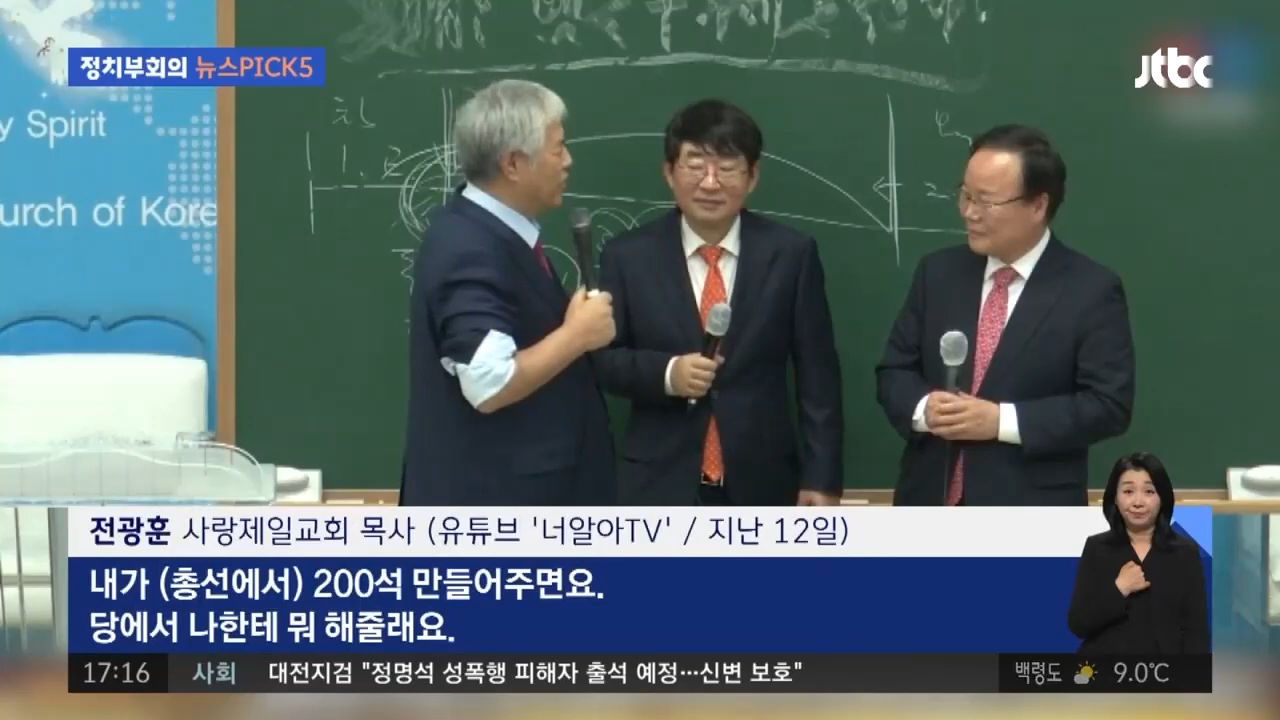 정치부회의 뉴스PICK5
jtbc
y Spirit
urch of Kore
전광훈 사랑제일교회 목사 (유튜브 '너알아TV' / 지난 12일)
내가 (총선에서) 200석 만들어주면요.
당에서 나한테 뭐 해줄래요.
17:16 사회 대전지검 "정명석 성폭행 피해자 출석 예정…신변 보호" 백령도 9.0℃